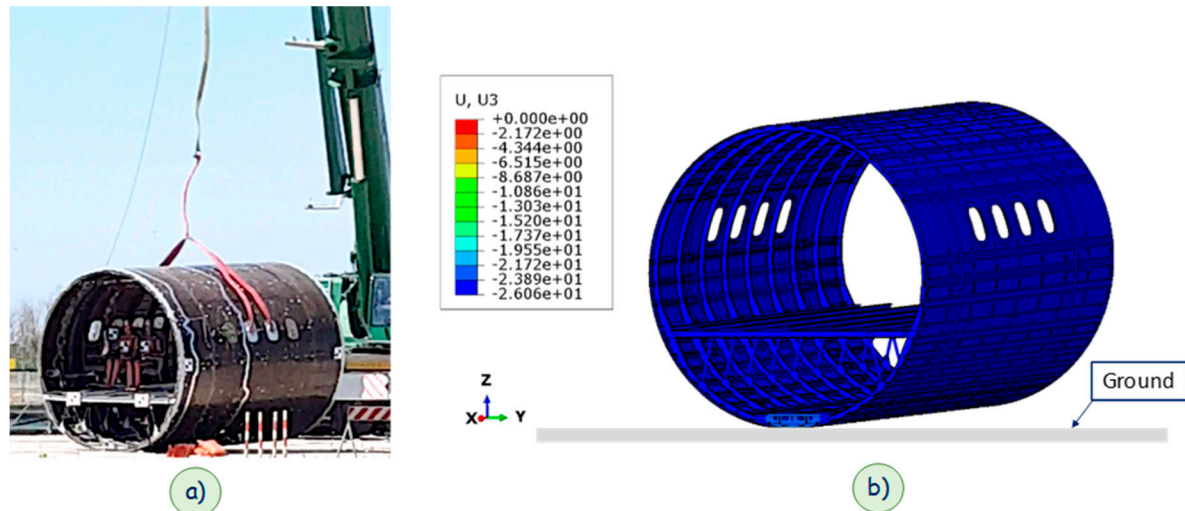 U, U3
+0.000e+00
-2.172e+00
-4.344e+00
-6.515e+00
-8.687e+00
-1.086e+01
-1.303e+01
-1.520e+01
-1.737e+01
-1.955e+01
-2.172e+01
-2.389e+01
-2.606e+01
Z
X
Y
Ground
a)
b)